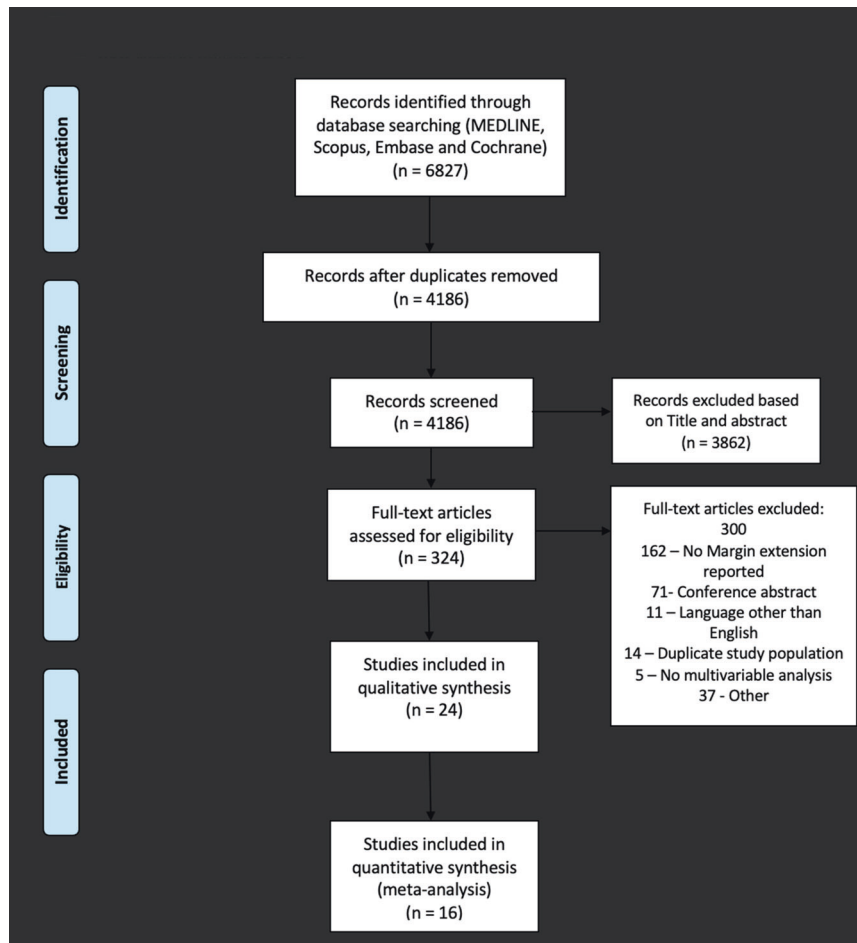 Identification
Records identified through
database searching (MEDLINE,
Scopus, Embase and Cochrane)
(n = 6827)
Records after duplicates removed
(n = 4186)
Screening
Records screened
(n = 4186)
Records excluded based
on Title and abstract
(n = 3862)
Eligibility
Full-text articles
assessed for eligibility
(n = 324)
Full-text articles excluded:
300
162 – No Margin extension
reported
71- Conference abstract
11 – Language other than
English
14 – Duplicate study population
5 – No multivariable analysis
37 - Other
Studies included in
qualitative synthesis
(n = 24)
Included
Studies included in
quantitative synthesis
(meta-analysis)
(n = 16)